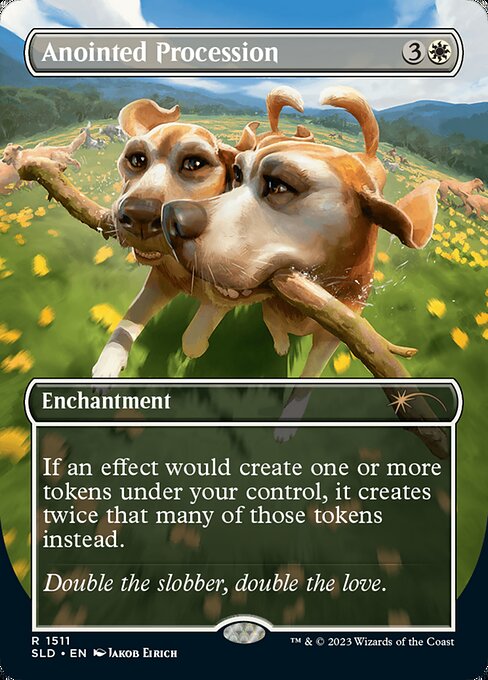 Anointed Procession 3
Enchantment
If an effect would create one or more
tokens under your control, it creates
twice that many of those tokens
instead.
Double the slobber, double the love.
R 1511
SLD • EN Jakob Eirich
™ & © 2023 Wizards of the Coast